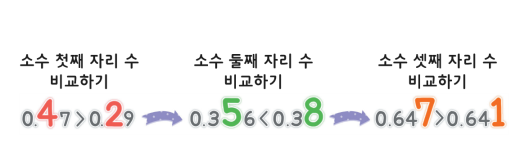 소수 첫째 자리 수
비교하기
0.47>0.29
소수 둘째 자리 수
비교하기
0.356<0.38
소수 셋째 자리 수
비교하기
0.647>0.641